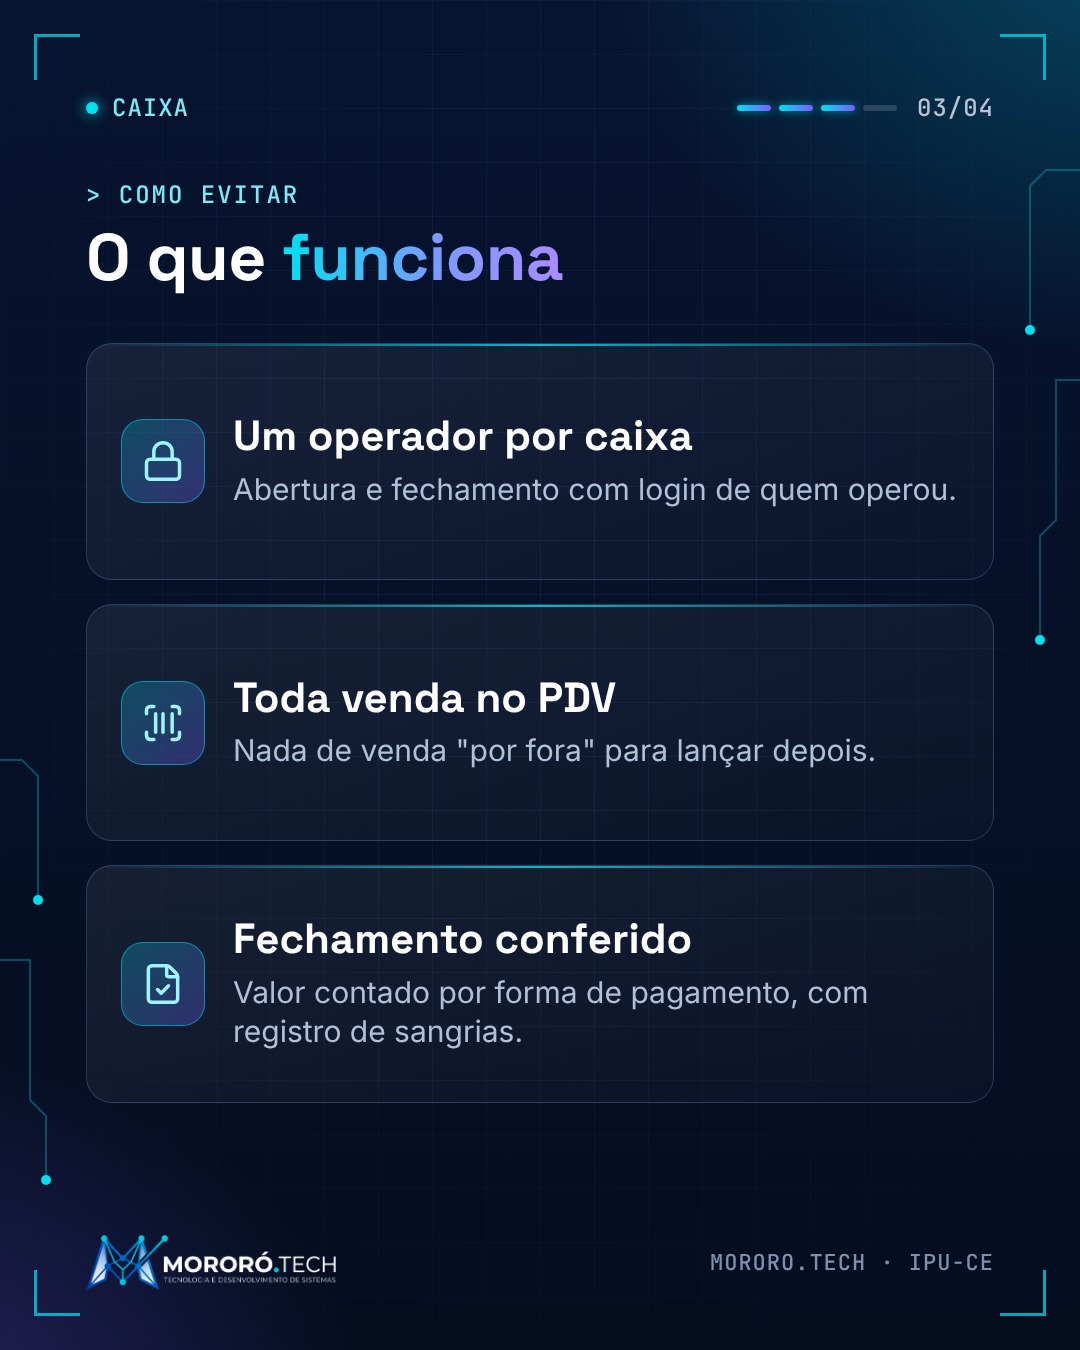 CAIXA
03/04
> COMO EVITAR
O que funciona
Um operador por caixa
Abertura e fechamento com login de quem operou.
Toda venda no PDV
Nada de venda "por fora" para lançar depois.
Fechamento conferido
Valor contado por forma de pagamento, com
registro de sangrias.
MORORÓ.TECH
TECNOLOGIA E DESENVOLVIMENTO DE SISTEMAS
MORORO.TECH · IPU-CE